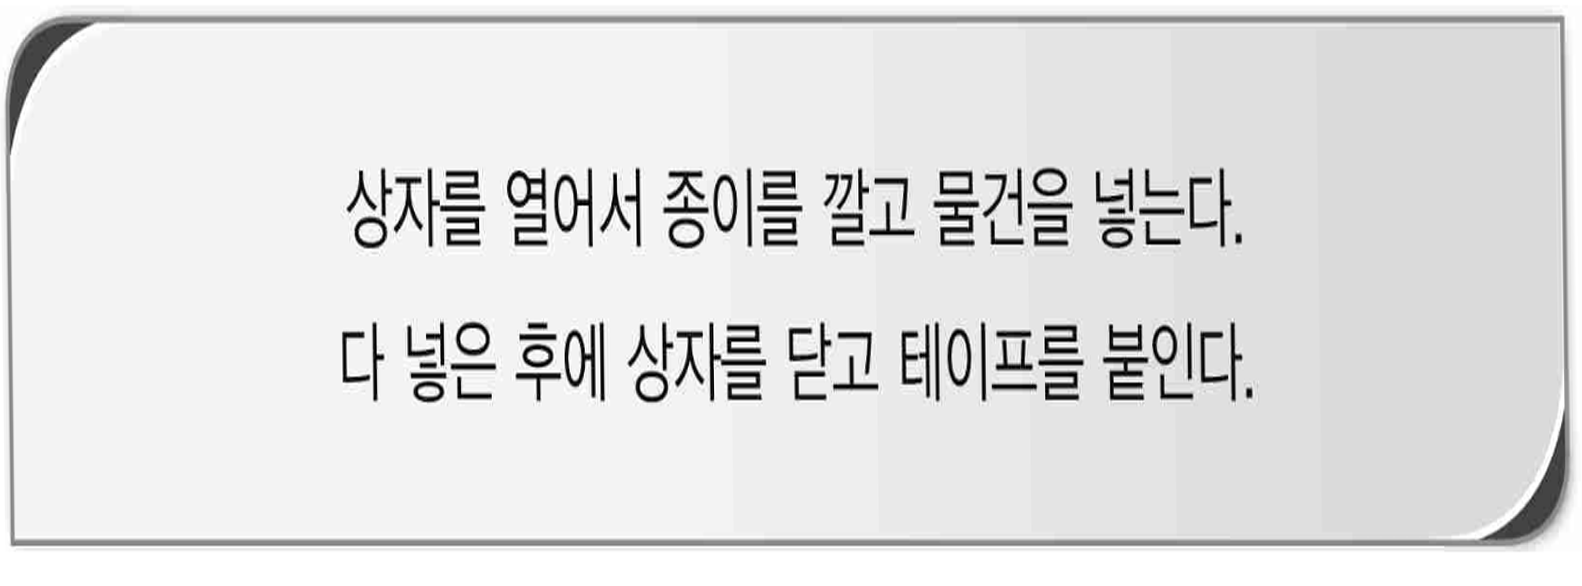 상자를 열어서 종이를 깔고 물건을 넣는다.
다 넣은 후에 상자를 닫고 테이프를 붙인다.